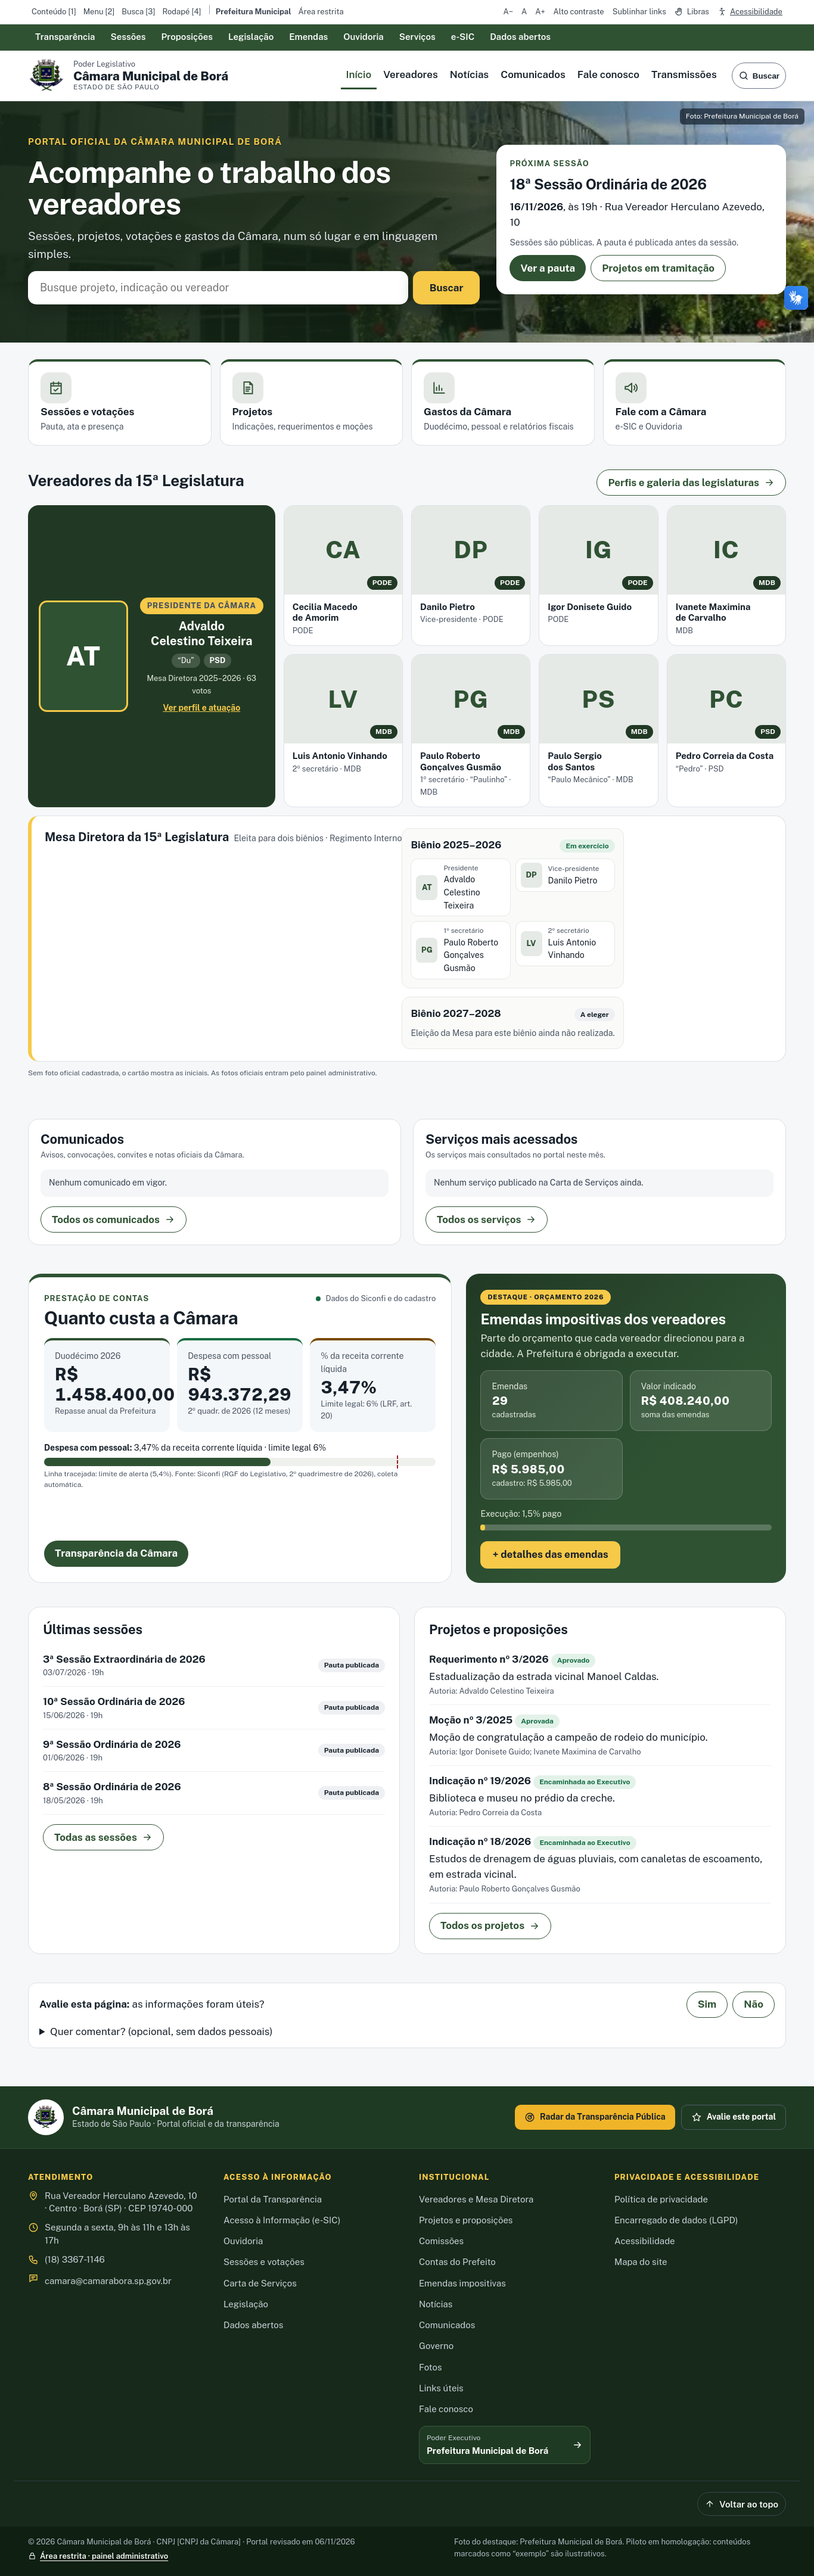 Conteúdo [1] Menu [2] Busca [3] Rodapé [4] Prefeitura Municipal Área restrita
A− A A+ Alto contraste Sublinhar links Libras Acessibilidade
Transparência Sessões Proposições Legislação Emendas Ouvidoria Serviços e-SIC Dados abertos
Poder Legislativo
Câmara Municipal de Borá
ESTADO DE SÃO PAULO
Início Vereadores Notícias Comunicados Fale conosco Transmissões Buscar
Foto: Prefeitura Municipal de Borá
PORTAL OFICIAL DA CÂMARA MUNICIPAL DE BORÁ
Acompanhe o trabalho dos
vereadores
Sessões, projetos, votações e gastos da Câmara, num só lugar e em linguagem
simples.
Busque projeto, indicação ou vereador
Buscar
PRÓXIMA SESSÃO
18ª Sessão Ordinária de 2026
16/11/2026, às 19h · Rua Vereador Herculano Azevedo,
10
Sessões são públicas. A pauta é publicada antes da sessão.
Ver a pauta
Projetos em tramitação
Sessões e votações
Pauta, ata e presença
Projetos
Indicações, requerimentos e moções
Gastos da Câmara
Duodécimo, pessoal e relatórios fiscais
Fale com a Câmara
e-SIC e Ouvidoria
Vereadores da 15ª Legislatura
Perfis e galeria das legislaturas →
AT
PRESIDENTE DA CÂMARA
Advaldo
Celestino Teixeira
“Du” PSD
Mesa Diretora 2025–2026 · 63
votos
Ver perfil e atuação
CA
PODE
Cecilia Macedo
de Amorim
PODE
DP
PODE
Danilo Pietro
Vice-presidente · PODE
IG
PODE
Igor Donisete Guido
PODE
IC
MDB
Ivanete Maximina
de Carvalho
MDB
LV
MDB
Luis Antonio Vinhando
2º secretário · MDB
PG
MDB
Paulo Roberto
Gonçalves Gusmão
1º secretário · “Paulinho” ·
MDB
PS
MDB
Paulo Sergio
dos Santos
“Paulo Mecânico” · MDB
PC
PSD
Pedro Correia da Costa
“Pedro” · PSD
Mesa Diretora da 15ª Legislatura Eleita para dois biênios · Regimento Interno
Biênio 2025–2026
Em exercício
AT
Presidente
Advaldo
Celestino
Teixeira
DP
Vice-presidente
Danilo Pietro
PG
1º secretário
Paulo Roberto
Gonçalves
Gusmão
LV
2º secretário
Luis Antonio
Vinhando
Biênio 2027–2028
A eleger
Eleição da Mesa para este biênio ainda não realizada.
Sem foto oficial cadastrada, o cartão mostra as iniciais. As fotos oficiais entram pelo painel administrativo.
Comunicados
Avisos, convocações, convites e notas oficiais da Câmara.
Nenhum comunicado em vigor.
Todos os comunicados →
Serviços mais acessados
Os serviços mais consultados no portal neste mês.
Nenhum serviço publicado na Carta de Serviços ainda.
Todos os serviços →
PRESTAÇÃO DE CONTAS
Dados do Siconfi e do cadastro
Quanto custa a Câmara
Duodécimo 2026
R$
1.458.400,00
Repasse anual da Prefeitura
Despesa com pessoal
R$
943.372,29
2º quadr. de 2026 (12 meses)
% da receita corrente
líquida
3,47%
Limite legal: 6% (LRF, art.
20)
Despesa com pessoal: 3,47% da receita corrente líquida · limite legal 6%
Linha tracejada: limite de alerta (5,4%). Fonte: Siconfi (RGF do Legislativo, 2º quadrimestre de 2026), coleta
automática.
Transparência da Câmara
DESTAQUE · ORÇAMENTO 2026
Emendas impositivas dos vereadores
Parte do orçamento que cada vereador direcionou para a
cidade. A Prefeitura é obrigada a executar.
Emendas
29
cadastradas
Valor indicado
R$ 408.240,00
soma das emendas
Pago (empenhos)
R$ 5.985,00
cadastro: R$ 5.985,00
Execução: 1,5% pago
+ detalhes das emendas
Últimas sessões
3ª Sessão Extraordinária de 2026
03/07/2026 · 19h
Pauta publicada
10ª Sessão Ordinária de 2026
15/06/2026 · 19h
Pauta publicada
9ª Sessão Ordinária de 2026
01/06/2026 · 19h
Pauta publicada
8ª Sessão Ordinária de 2026
18/05/2026 · 19h
Pauta publicada
Todas as sessões →
Projetos e proposições
Requerimento nº 3/2026 Aprovado
Estadualização da estrada vicinal Manoel Caldas.
Autoria: Advaldo Celestino Teixeira
Moção nº 3/2025 Aprovada
Moção de congratulação a campeão de rodeio do município.
Autoria: Igor Donisete Guido; Ivanete Maximina de Carvalho
Indicação nº 19/2026 Encaminhada ao Executivo
Biblioteca e museu no prédio da creche.
Autoria: Pedro Correia da Costa
Indicação nº 18/2026 Encaminhada ao Executivo
Estudos de drenagem de águas pluviais, com canaletas de escoamento,
em estrada vicinal.
Autoria: Paulo Roberto Gonçalves Gusmão
Todos os projetos →
Avalie esta página: as informações foram úteis?
Sim Não
Quer comentar? (opcional, sem dados pessoais)
Câmara Municipal de Borá
Estado de São Paulo · Portal oficial e da transparência
Radar da Transparência Pública
Avalie este portal
ATENDIMENTO
Rua Vereador Herculano Azevedo, 10
· Centro · Borá (SP) · CEP 19740-000
Segunda a sexta, 9h às 11h e 13h às
17h
(18) 3367-1146
camara@camarabora.sp.gov.br
ACESSO À INFORMAÇÃO
Portal da Transparência
Acesso à Informação (e-SIC)
Ouvidoria
Sessões e votações
Carta de Serviços
Legislação
Dados abertos
INSTITUCIONAL
Vereadores e Mesa Diretora
Projetos e proposições
Comissões
Contas do Prefeito
Emendas impositivas
Notícias
Comunicados
Governo
Fotos
Links úteis
Fale conosco
Poder Executivo
Prefeitura Municipal de Borá →
PRIVACIDADE E ACESSIBILIDADE
Política de privacidade
Encarregado de dados (LGPD)
Acessibilidade
Mapa do site
Voltar ao topo
© 2026 Câmara Municipal de Borá · CNPJ [CNPJ da Câmara] · Portal revisado em 06/11/2026
Área restrita · painel administrativo
Foto do destaque: Prefeitura Municipal de Borá. Piloto em homologação: conteúdos
marcados como “exemplo” são ilustrativos.